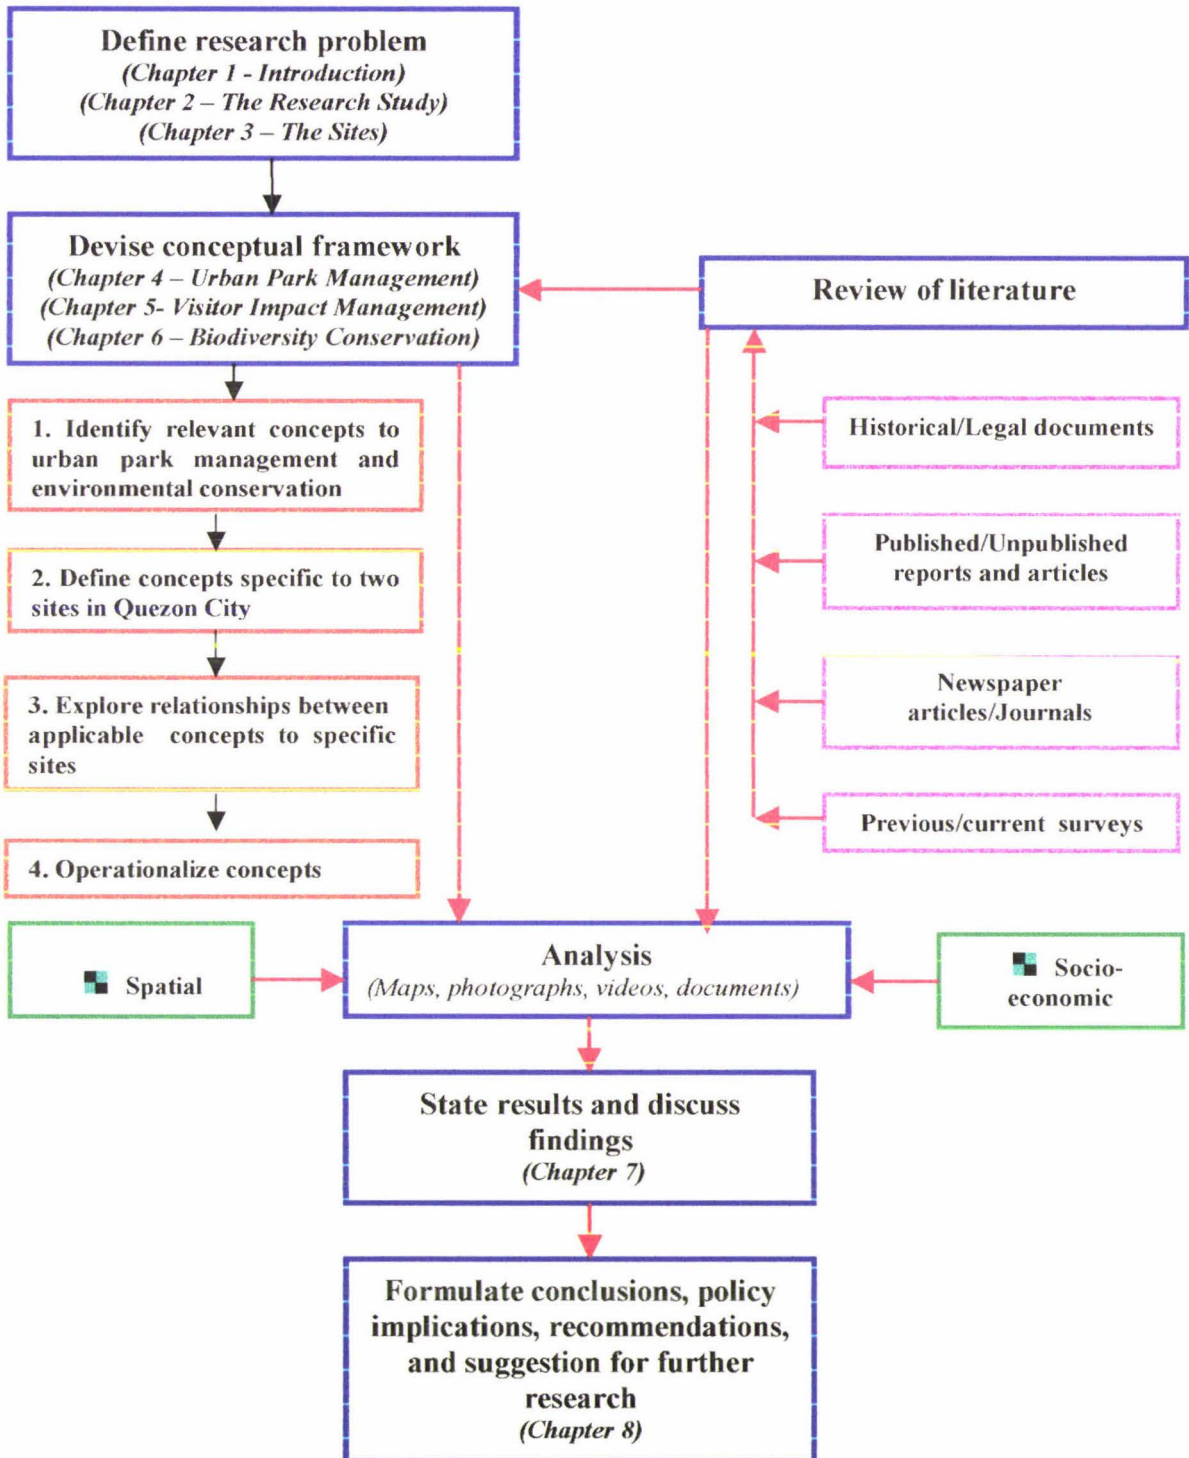 Define research problem
(Chapter 1 - Introduction)
(Chapter 2 – The Research Study)
(Chapter 3 – The Sites)
Devise conceptual framework
(Chapter 4 – Urban Park Management)
(Chapter 5- Visitor Impact Management)
(Chapter 6 – Biodiversity Conservation)
Review of literature
1. Identify relevant concepts to
urban park management and
environmental conservation
2. Define concepts specific to two
sites in Quezon City
3. Explore relationships between
applicable concepts to specific
sites
4. Operationalize concepts
Historical/Legal documents
Published/Unpublished
reports and articles
Newspaper
articles/Journals
Previous/current surveys
Spatial
Analysis
(Maps, photographs, videos, documents)
Socio-
economic
State results and discuss
findings
(Chapter 7)
Formulate conclusions, policy
implications, recommendations,
and suggestion for further
research
(Chapter 8)